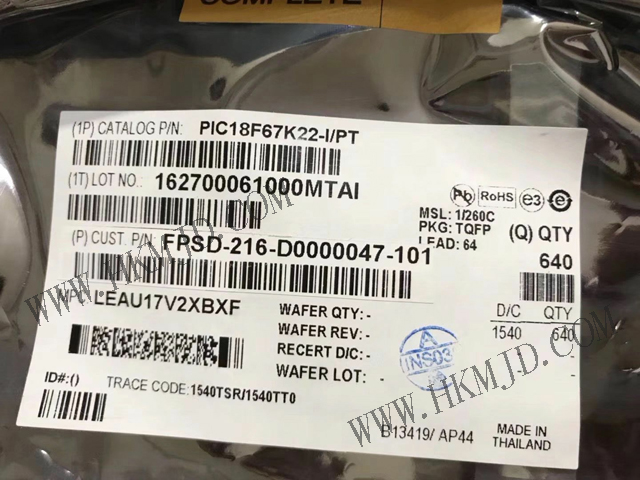 COMPLETE
(1P) CATALOG P/N: PIC18F67K22-I/PT
(1T) LOT NO.: 162700061000MTAI
Pb RoHS e3 e
MSL: 1/260C
PKG: TQFP
LEAD: 64
(Q) QTY
640
(P) CUST. P/N: FPSD-216-D0000047-101
LEAU17V2XBXF
WAFER QTY: -
WAFER REV: -
RECERT D/C: -
WAFER LOT: -
D/C QTY
1540 640
A
INS03
ID#:()
TRACE CODE: 1540TSR/1540TT0
B13419/ AP44
MADE IN
THAILAND
WWW.HKMJD.COM
WWW.HKMJD.COM